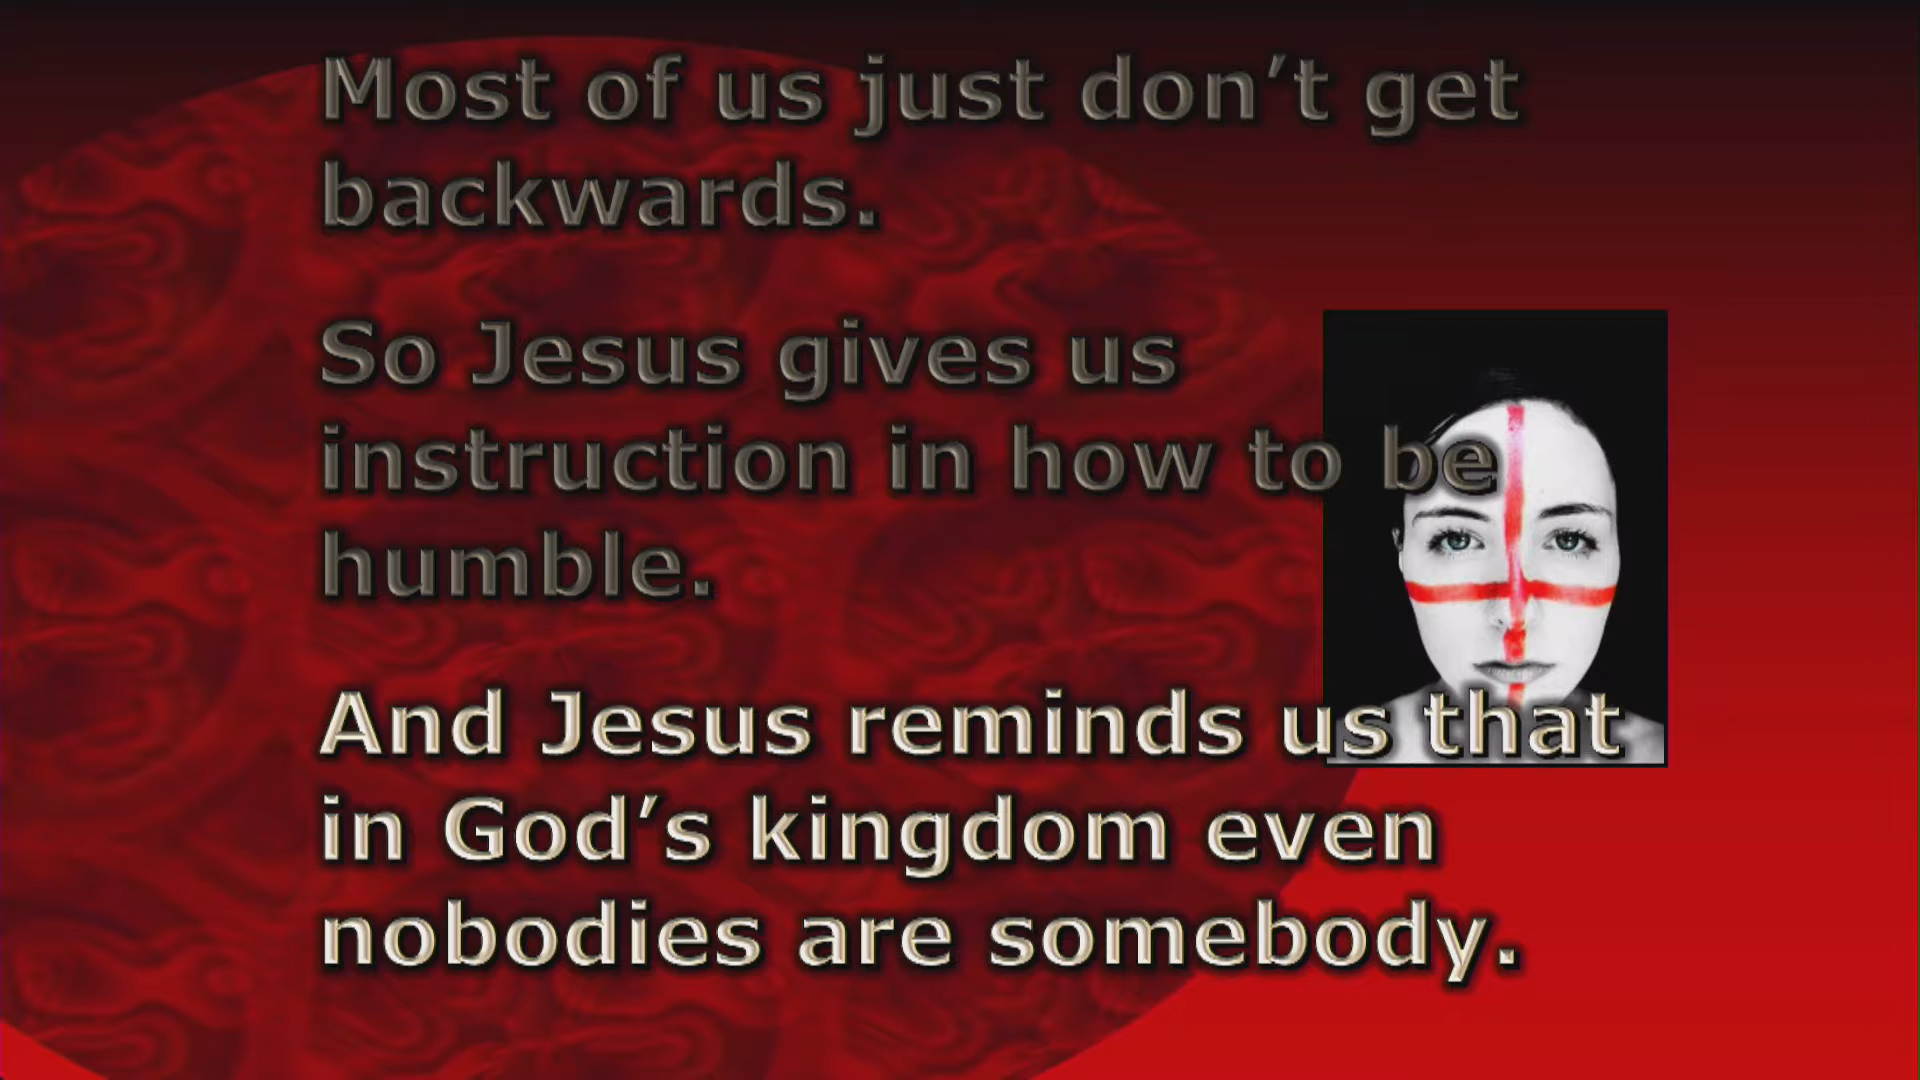 Most of us just don’t get
backwards.
So Jesus gives us
instruction in how to be
humble.
And Jesus reminds us that
in God’s kingdom even
nobodies are somebody.